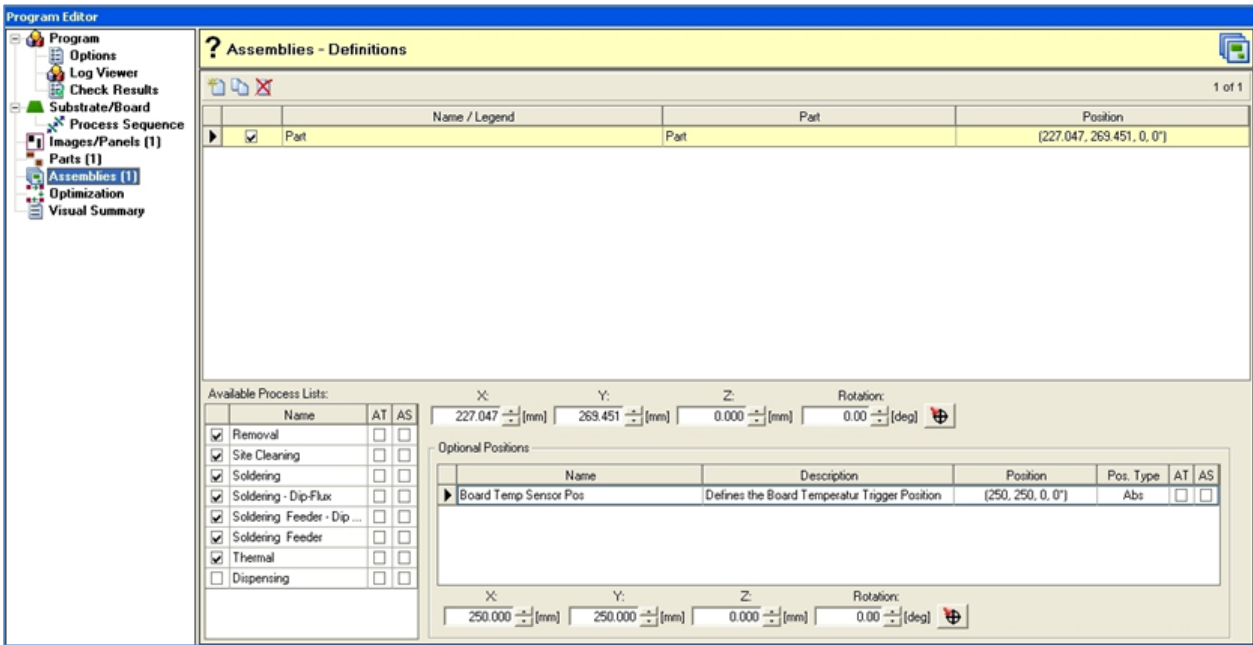 Program Editor
Program
Options
Log Viewer
Check Results
Substrate/Board
Process Sequence
Images/Panels (1)
Parts (1)
Assemblies (1)
Optimization
Visual Summary
? Assemblies - Definitions
1 of 1
Name / Legend Part Position
Part Part (227.047, 269.451, 0, 0°)
Available Process Lists:
Name AT AS
Removal
Site Cleaning
Soldering
Soldering - Dip-Flux
Soldering Feeder - Dip ...
Soldering Feeder
Thermal
Dispensing
X: Y: Z: Rotation:
227.047 [mm] 269.451 [mm] 0.000 [mm] 0.00 [deg]
Optional Positions
Name Description Position Pos. Type AT AS
Board Temp Sensor Pos Defines the Board Temperatur Trigger Position (250, 250, 0, 0°) Abs
X: Y: Z: Rotation:
250.000 [mm] 250.000 [mm] 0.000 [mm] 0.00 [deg]